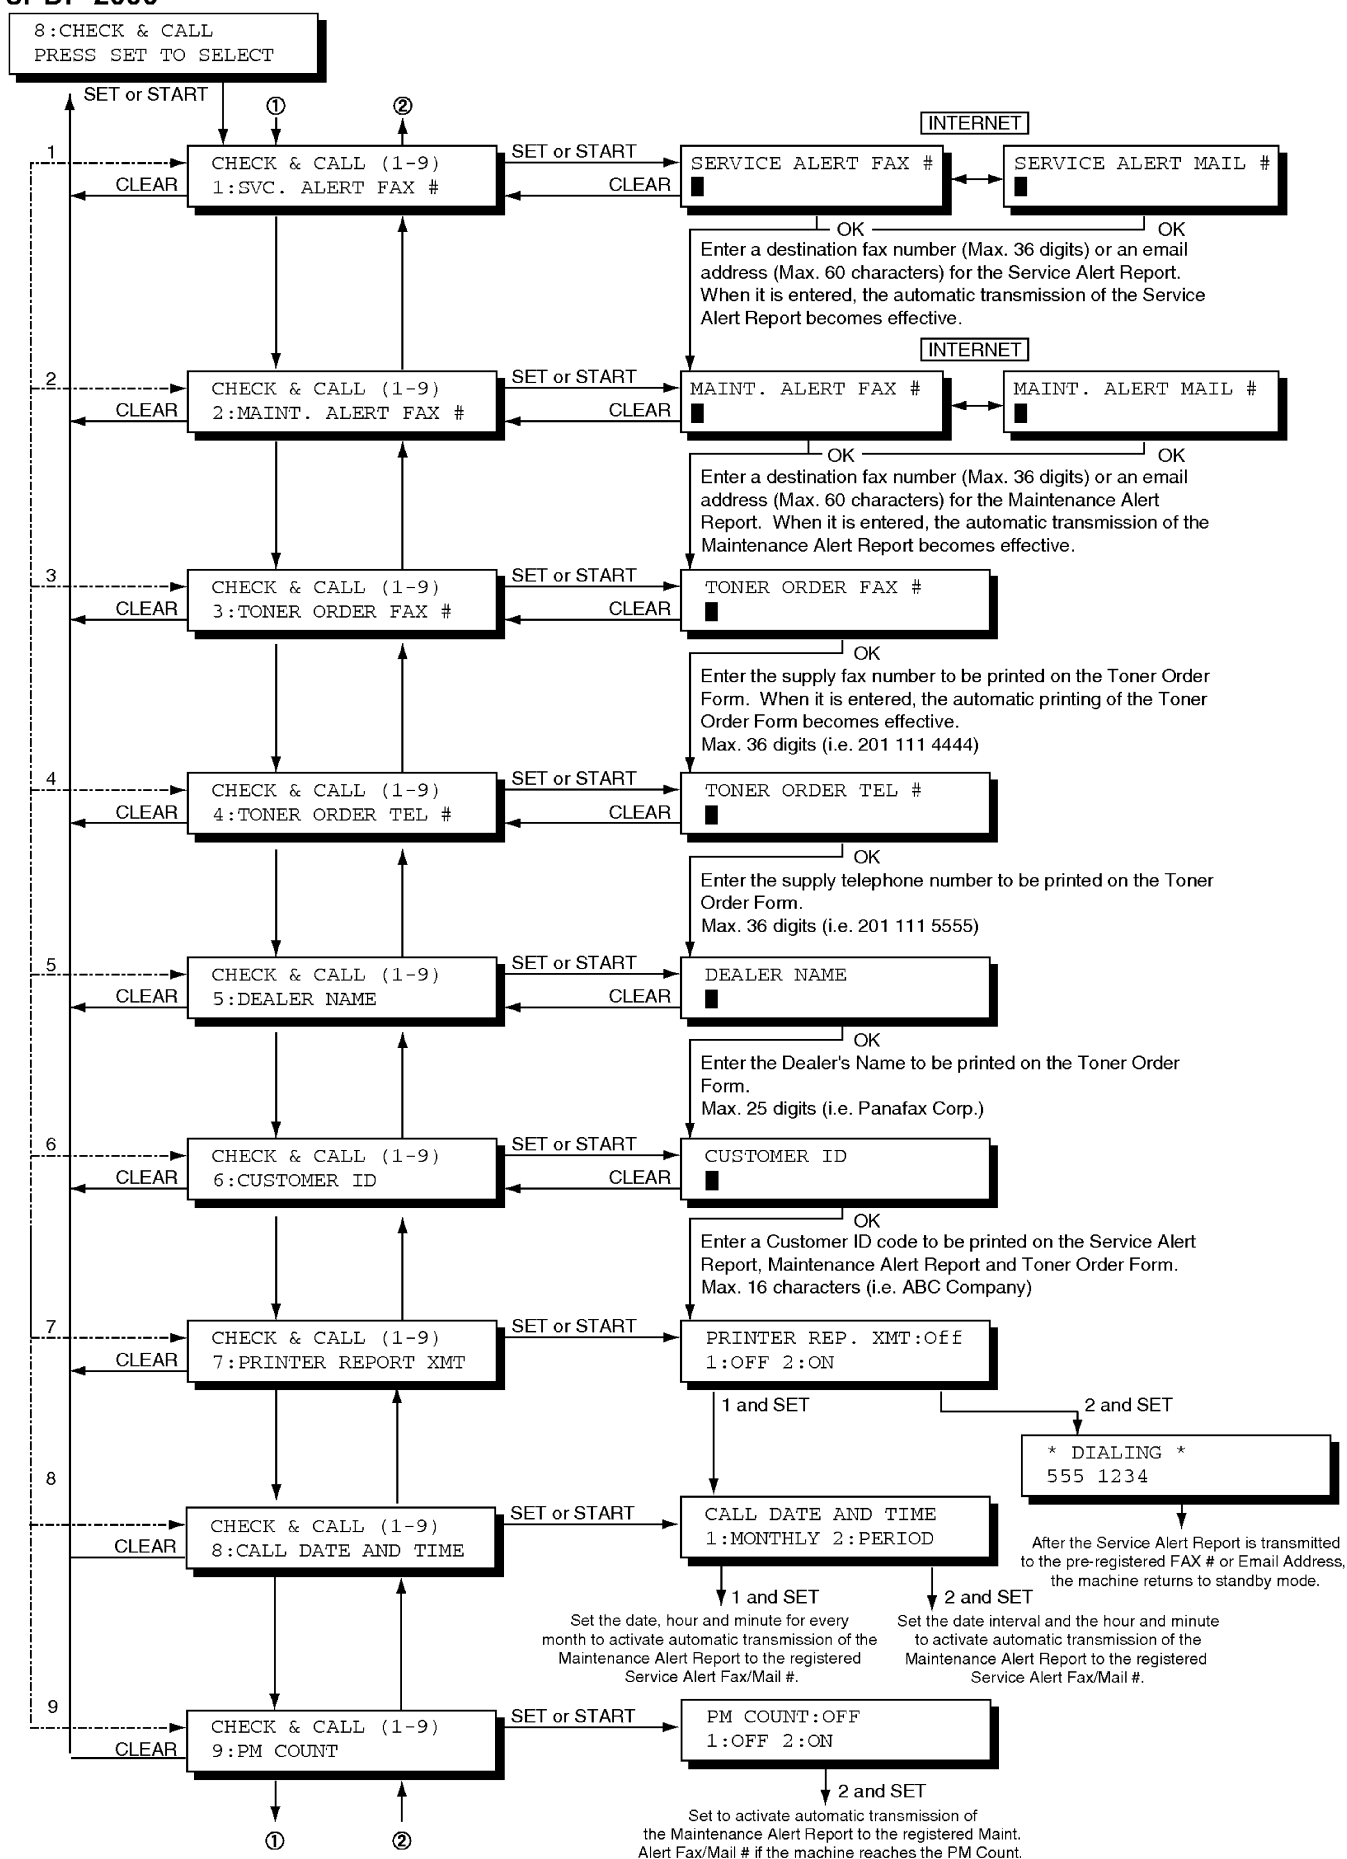 8:CHECK & CALL
PRESS SET TO SELECT
SET or START
①
②
INTERNET
1
CHECK & CALL (1-9)
1:SVC. ALERT FAX #
CLEAR
SET or START
CLEAR
SERVICE ALERT FAX #
SERVICE ALERT MAIL #
OK
OK
Enter a destination fax number (Max. 36 digits) or an email
address (Max. 60 characters) for the Service Alert Report.
When it is entered, the automatic transmission of the Service
Alert Report becomes effective.
INTERNET
2
CHECK & CALL (1-9)
2:MAINT. ALERT FAX #
CLEAR
SET or START
CLEAR
MAINT. ALERT FAX #
MAINT. ALERT MAIL #
OK
OK
Enter a destination fax number (Max. 36 digits) or an email
address (Max. 60 characters) for the Maintenance Alert
Report. When it is entered, the automatic transmission of the
Maintenance Alert Report becomes effective.
3
CHECK & CALL (1-9)
3:TONER ORDER FAX #
CLEAR
SET or START
CLEAR
TONER ORDER FAX #
OK
Enter the supply fax number to be printed on the Toner Order
Form. When it is entered, the automatic printing of the Toner
Order Form becomes effective.
Max. 36 digits (i.e. 201 111 4444)
4
CHECK & CALL (1-9)
4:TONER ORDER TEL #
CLEAR
SET or START
CLEAR
TONER ORDER TEL #
OK
Enter the supply telephone number to be printed on the Toner
Order Form.
Max. 36 digits (i.e. 201 111 5555)
5
CHECK & CALL (1-9)
5:DEALER NAME
CLEAR
SET or START
CLEAR
DEALER NAME
OK
Enter the Dealer's Name to be printed on the Toner Order
Form.
Max. 25 digits (i.e. Panafax Corp.)
6
CHECK & CALL (1-9)
6:CUSTOMER ID
CLEAR
SET or START
CLEAR
CUSTOMER ID
OK
Enter a Customer ID code to be printed on the Service Alert
Report, Maintenance Alert Report and Toner Order Form.
Max. 16 characters (i.e. ABC Company)
7
CHECK & CALL (1-9)
7:PRINTER REPORT XMT
CLEAR
SET or START
PRINTER REP. XMT:Off
1:OFF 2:ON
1 and SET
2 and SET
* DIALING *
555 1234
After the Service Alert Report is transmitted
to the pre-registered FAX # or Email Address,
the machine returns to standby mode.
8
CHECK & CALL (1-9)
8:CALL DATE AND TIME
CLEAR
SET or START
CALL DATE AND TIME
1:MONTHLY 2:PERIOD
1 and SET
Set the date, hour and minute for every
month to activate automatic transmission of the
Maintenance Alert Report to the registered
Service Alert Fax/Mail #.
2 and SET
Set the date interval and the hour and minute
to activate automatic transmission of the
Maintenance Alert Report to the registered
Service Alert Fax/Mail #.
9
CHECK & CALL (1-9)
9:PM COUNT
CLEAR
SET or START
PM COUNT:OFF
1:OFF 2:ON
2 and SET
Set to activate automatic transmission of
the Maintenance Alert Report to the registered Maint.
Alert Fax/Mail # if the machine reaches the PM Count.
①
②